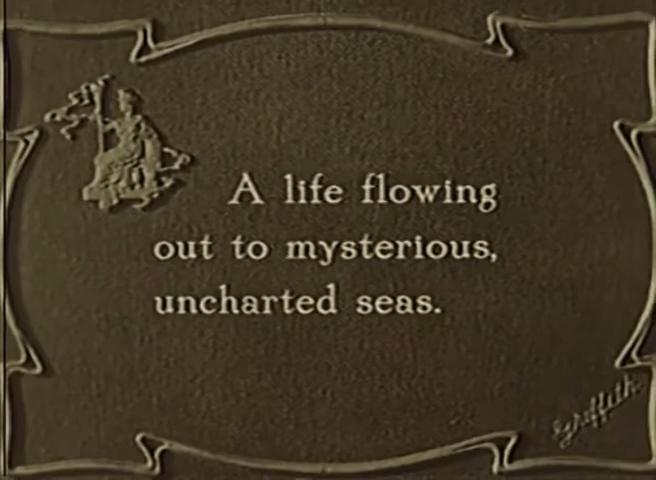 A life flowing
out to mysterious,
uncharted seas.
Griffith